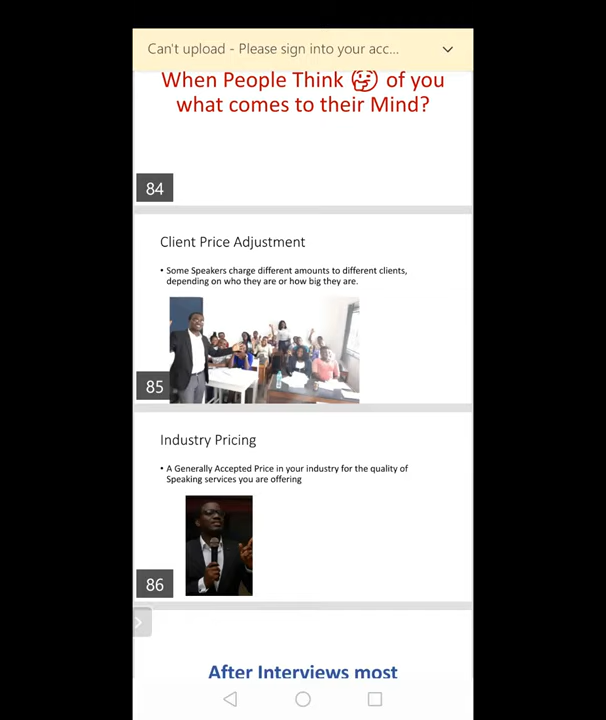 Can't upload - Please sign into your acc...
When People Think 🤔 of you
what comes to their Mind?
84
Client Price Adjustment
• Some Speakers charge different amounts to different clients,
depending on who they are or how big they are.
85
Industry Pricing
• A Generally Accepted Price in your industry for the quality of
Speaking services you are offering
86
After Interviews most